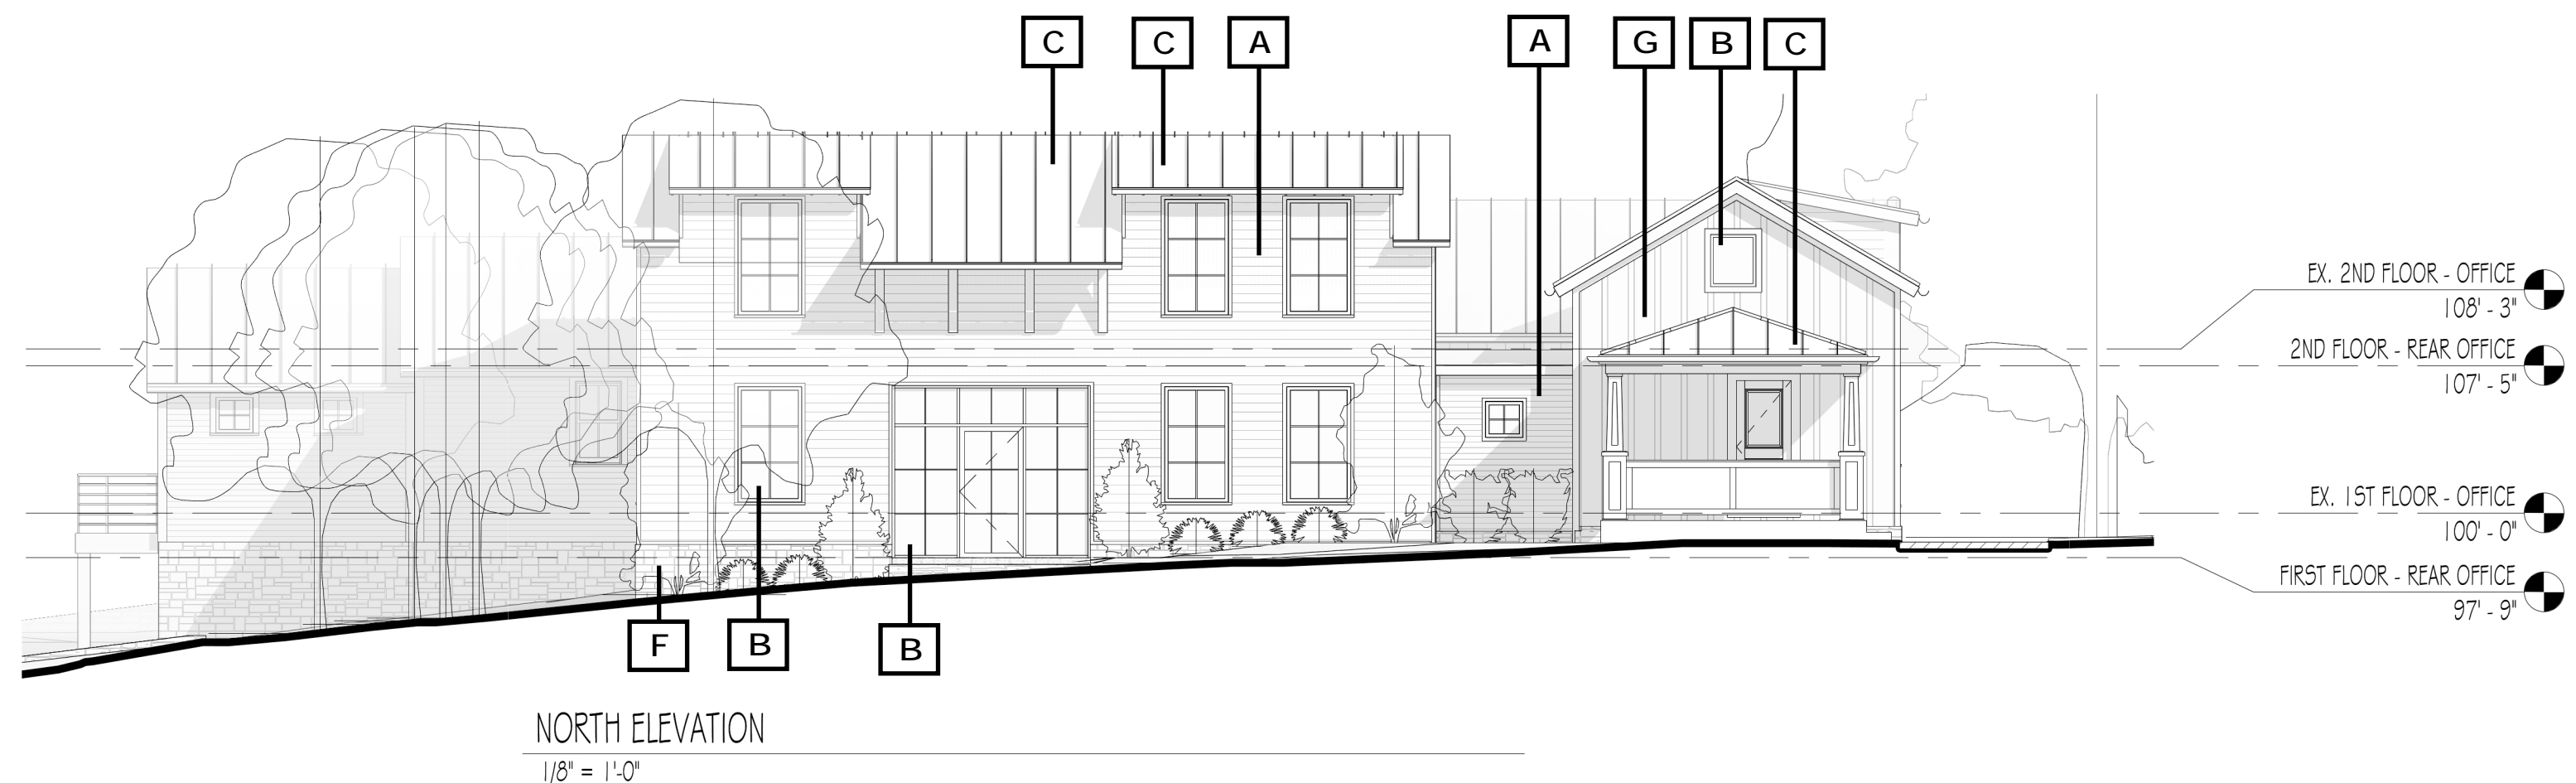 C C A A G B C
EX. 2ND FLOOR - OFFICE
108' - 3"
2ND FLOOR - REAR OFFICE
107' - 5"
EX. 1ST FLOOR - OFFICE
100' - 0"
FIRST FLOOR - REAR OFFICE
97' - 9"
F B B
NORTH ELEVATION
1/8" = 1'-0"